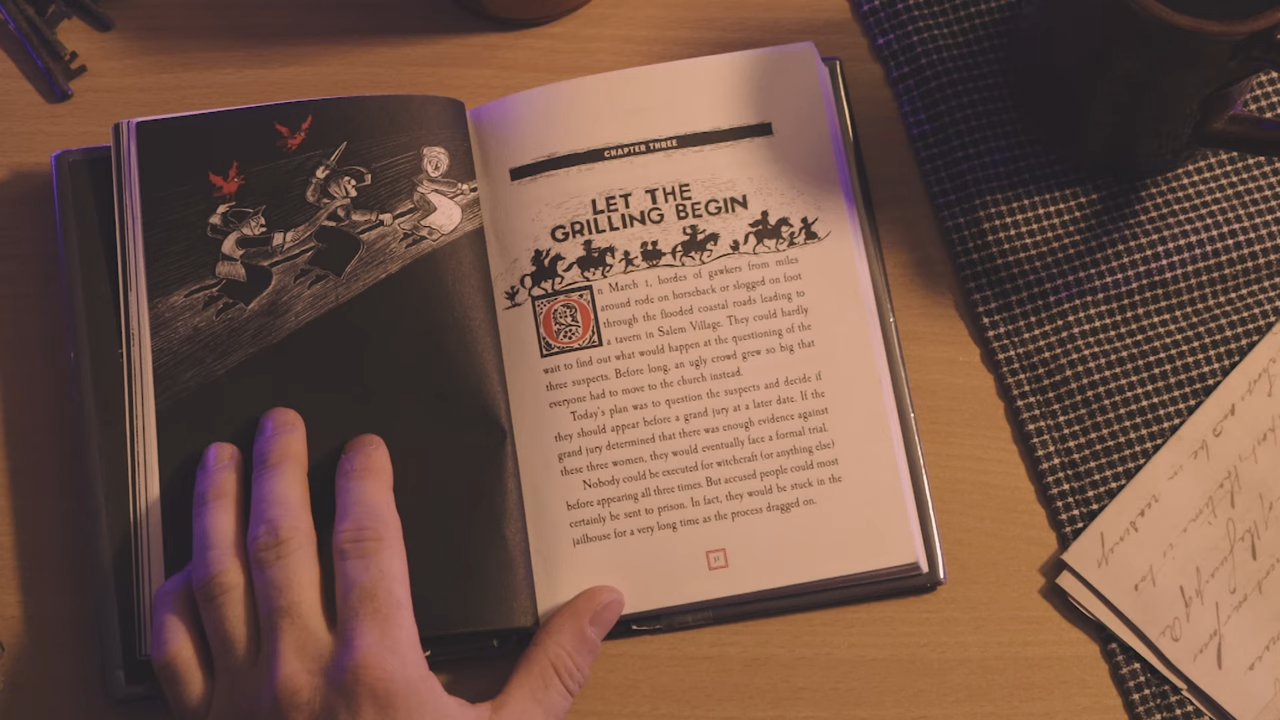 CHAPTER THREE
LET THE
GRILLING BEGIN
On March 1, hordes of gawkers from miles
around rode on horseback or slogged on foot
through the flooded coastal roads leading to
a tavern in Salem Village. They could hardly
wait to find out what would happen at the questioning of the
three suspects. Before long, an ugly crowd grew so big that
everyone had to move to the church instead.
Today's plan was to question the suspects and decide if
they should appear before a grand jury at a later date. If the
grand jury determined that there was enough evidence against
these three women, they would eventually face a formal trial.
Nobody could be executed for witchcraft (or anything else)
before appearing all three times. But accused people could most
certainly be sent to prison. In fact, they would be stuck in the
jailhouse for a very long time as the process dragged on.